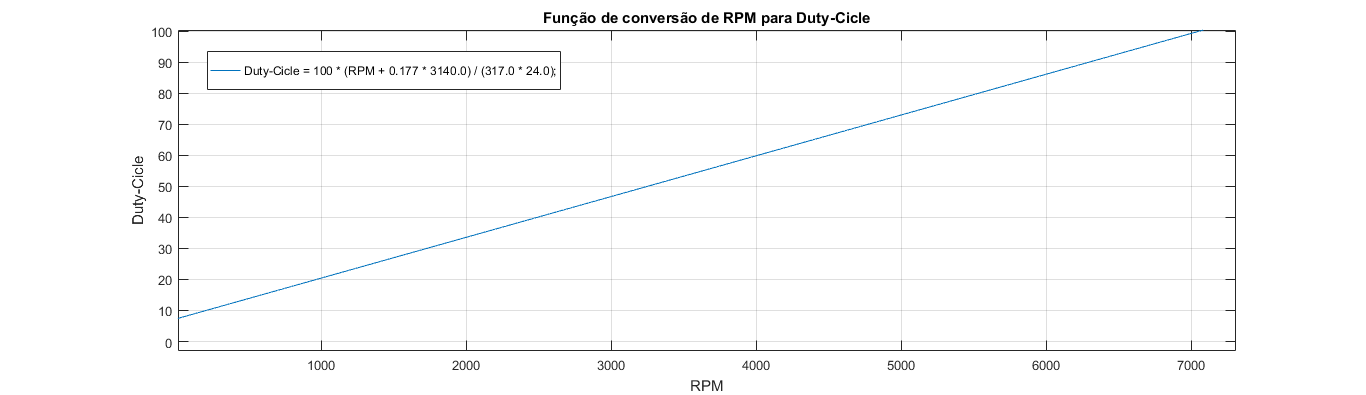 Função de conversão de RPM para Duty-Cicle
Duty-Cicle = 100 * (RPM + 0.177 * 3140.0) / (317.0 * 24.0);
Duty-Cicle
100
90
80
70
60
50
40
30
20
10
0
1000 2000 3000 4000 5000 6000 7000
RPM